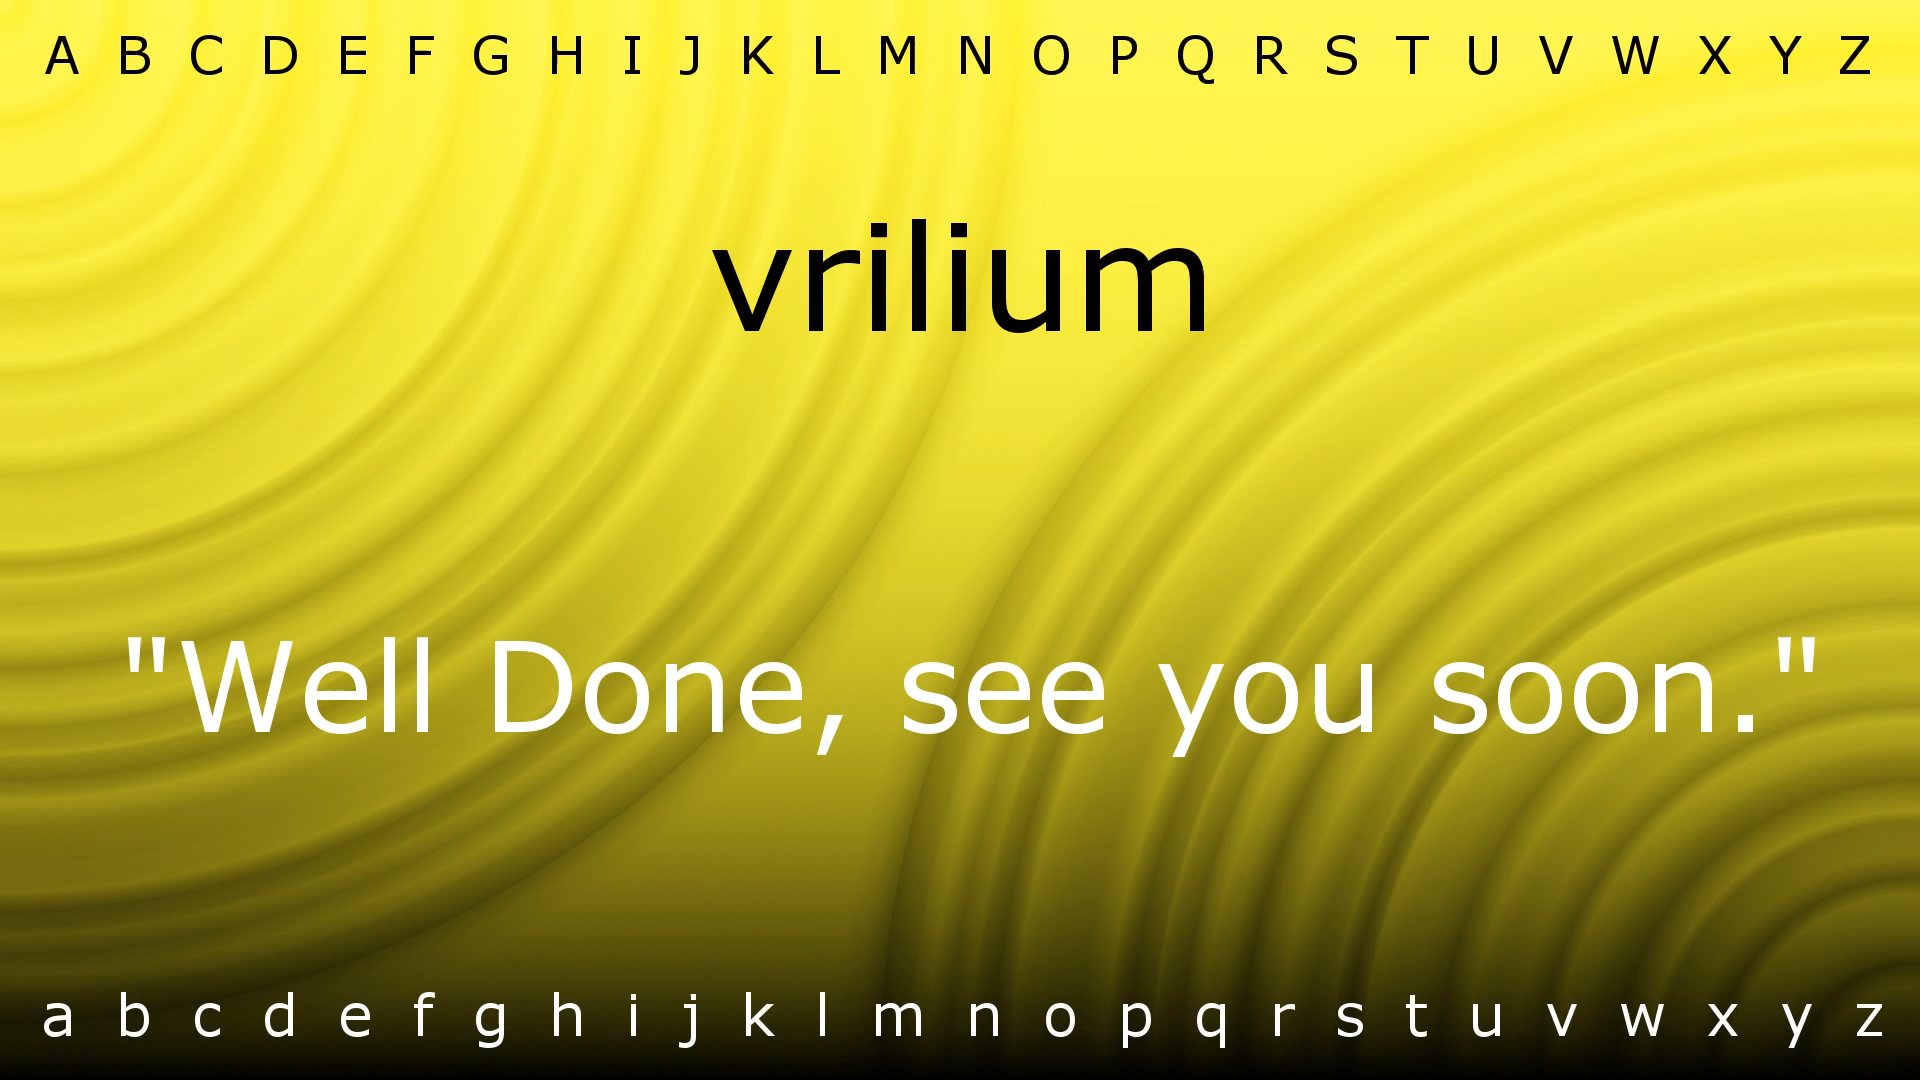 A B C D E F G H I J K L M N O P Q R S T U V W X Y Z
vrilium
"Well Done, see you soon."
a b c d e f g h i j k l m n o p q r s t u v w x y z